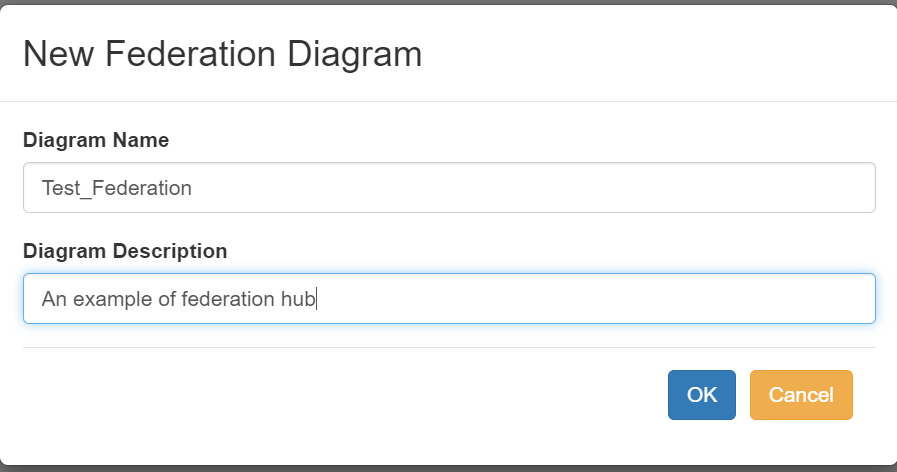 New Federation Diagram
Diagram Name
Test_Federation
Diagram Description
An example of federation hub
OK
Cancel